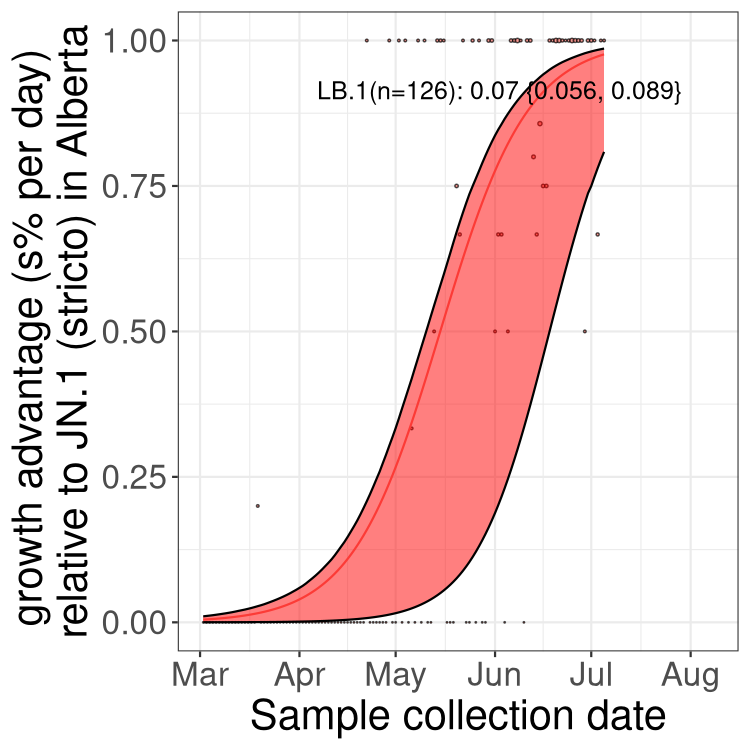 growth advantage (s% per day)
relative to JN.1 (stricto) in Alberta
1.00
0.75
0.50
0.25
0.00
LB.1(n=126): 0.07 {0.056, 0.089}
Mar Apr May Jun Jul Aug
Sample collection date